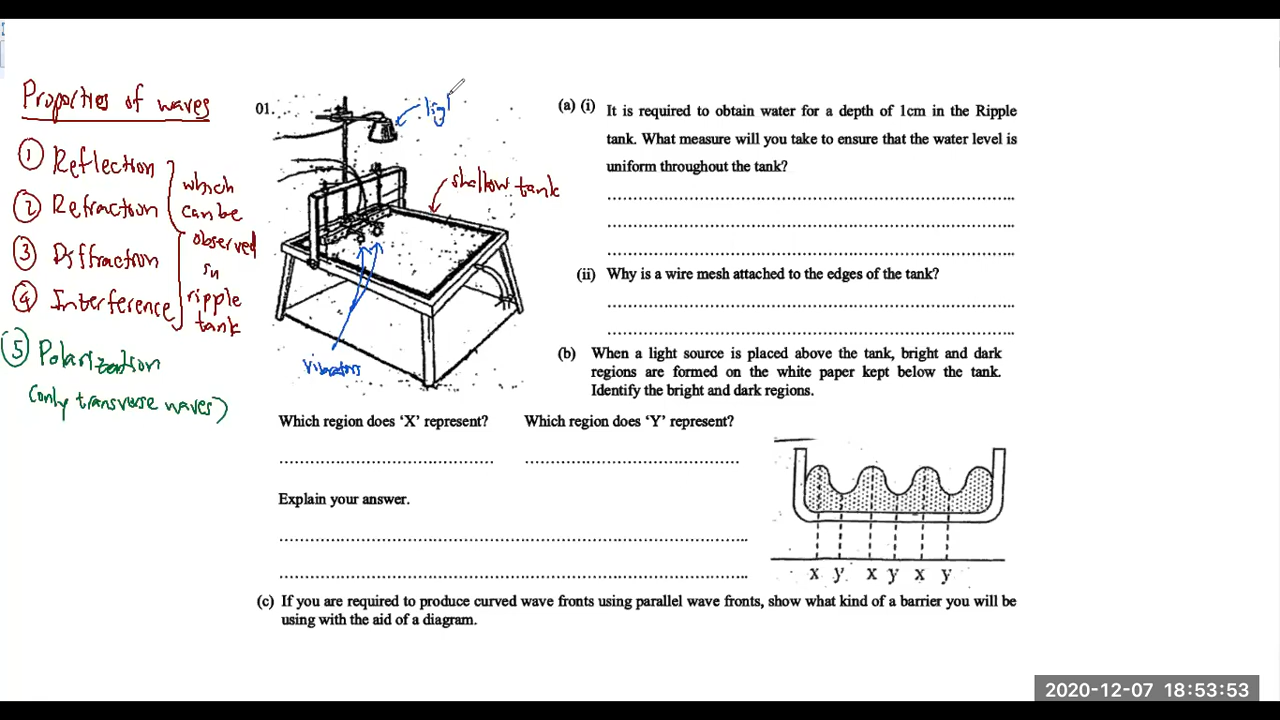 Properties of waves
① Reflection
② Refraction
③ Diffraction
④ Interference
which
can be
observed
in
ripple
tank
⑤ Polarization
(only transverse waves)
01.
ligh
shallow tank
vibrators
(a) (i) It is required to obtain water for a depth of 1cm in the Ripple
tank. What measure will you take to ensure that the water level is
uniform throughout the tank?
(ii) Why is a wire mesh attached to the edges of the tank?
(b) When a light source is placed above the tank, bright and dark
regions are formed on the white paper kept below the tank.
Identify the bright and dark regions.
Which region does ‘X’ represent? Which region does ‘Y’ represent?
Explain your answer.
x y x y x y
(c) If you are required to produce curved wave fronts using parallel wave fronts, show what kind of a barrier you will be
using with the aid of a diagram.
2020-12-07 18:53:53